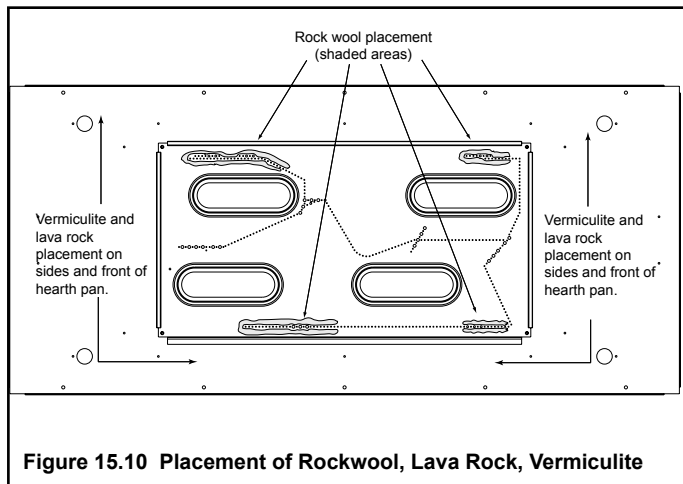 Rock wool placement
(shaded areas)
Vermiculite and
lava rock
placement on
sides and front of
hearth pan.
Vermiculite and
lava rock
placement on
sides and front of
hearth pan.
Figure 15.10 Placement of Rockwool, Lava Rock, Vermiculite